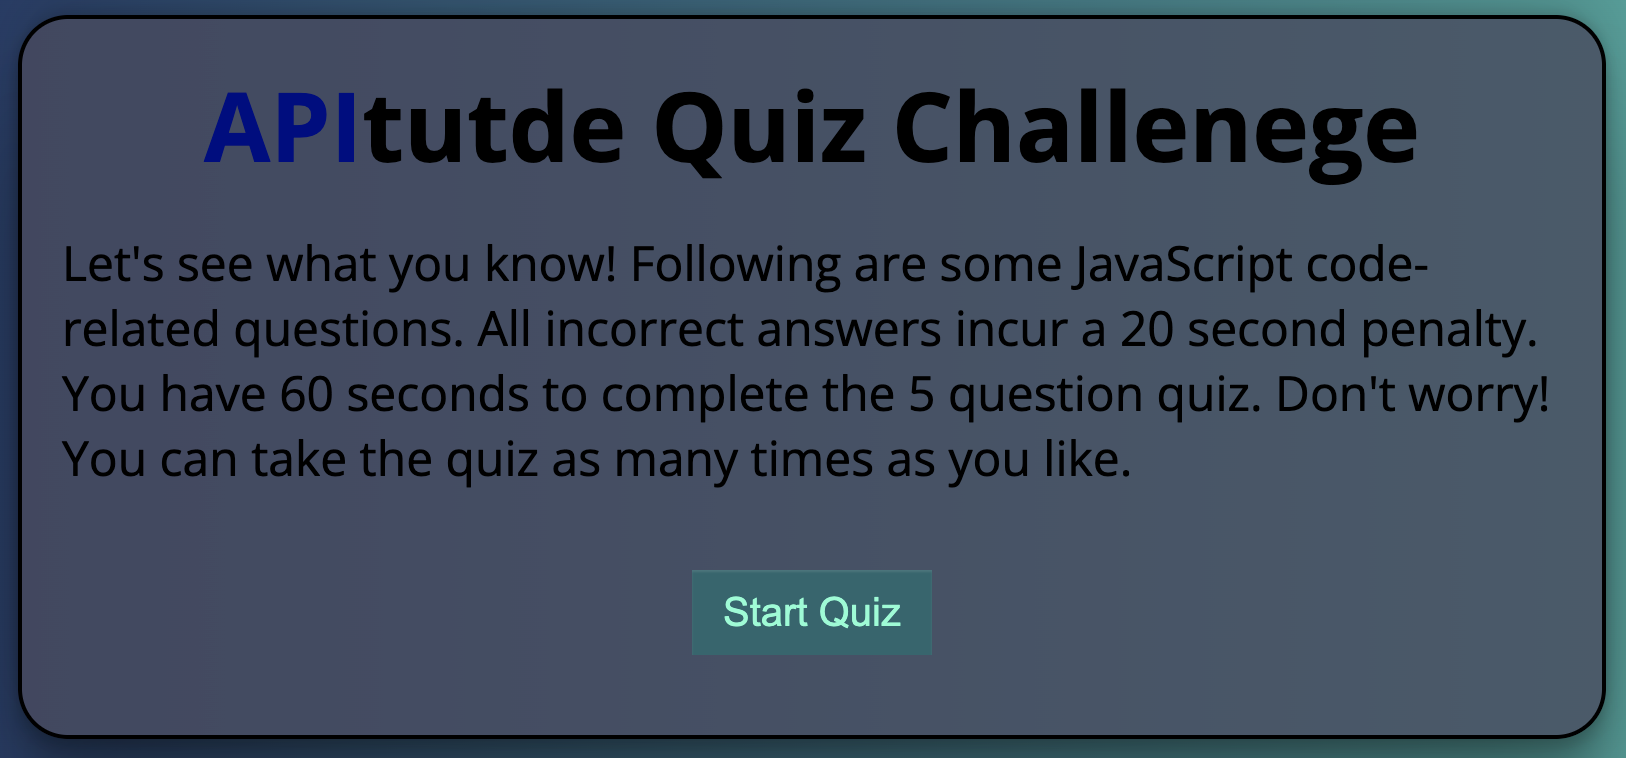 APItutde Quiz Challenege
Let's see what you know! Following are some JavaScript code-
related questions. All incorrect answers incur a 20 second penalty.
You have 60 seconds to complete the 5 question quiz. Don't worry!
You can take the quiz as many times as you like.
Start Quiz